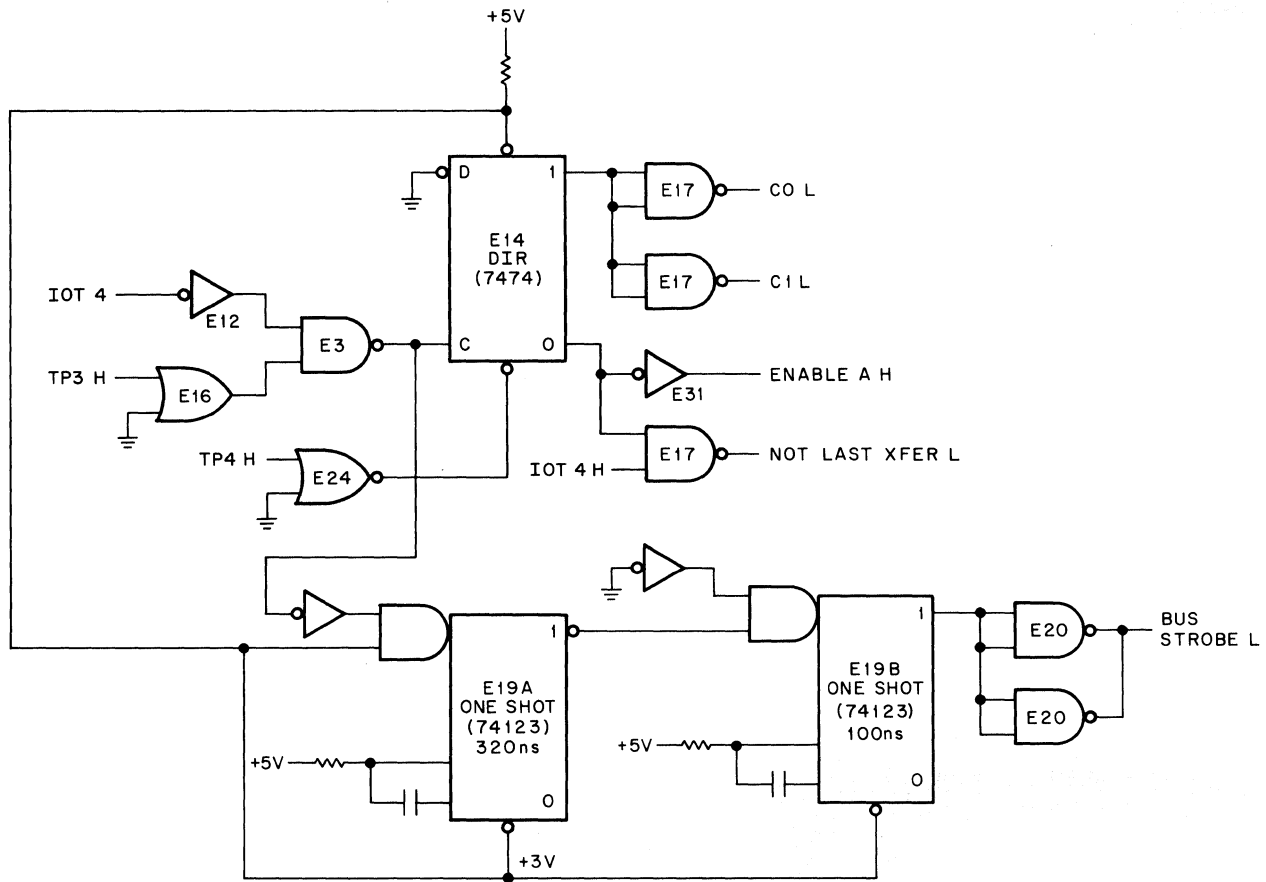 +5V
D
1
E14
DIR
(7474)
C
0
E17
C0 L
E17
C1 L
IOT 4
E12
E3
TP3 H
E16
E31
ENABLE A H
TP4 H
E24
E17
IOT 4 H
NOT LAST XFER L
1
E19A
ONE SHOT
(74123)
320ns
0
+5V
+3V
1
E19B
ONE SHOT
(74123)
100ns
0
+5V
E20
E20
BUS
STROBE L